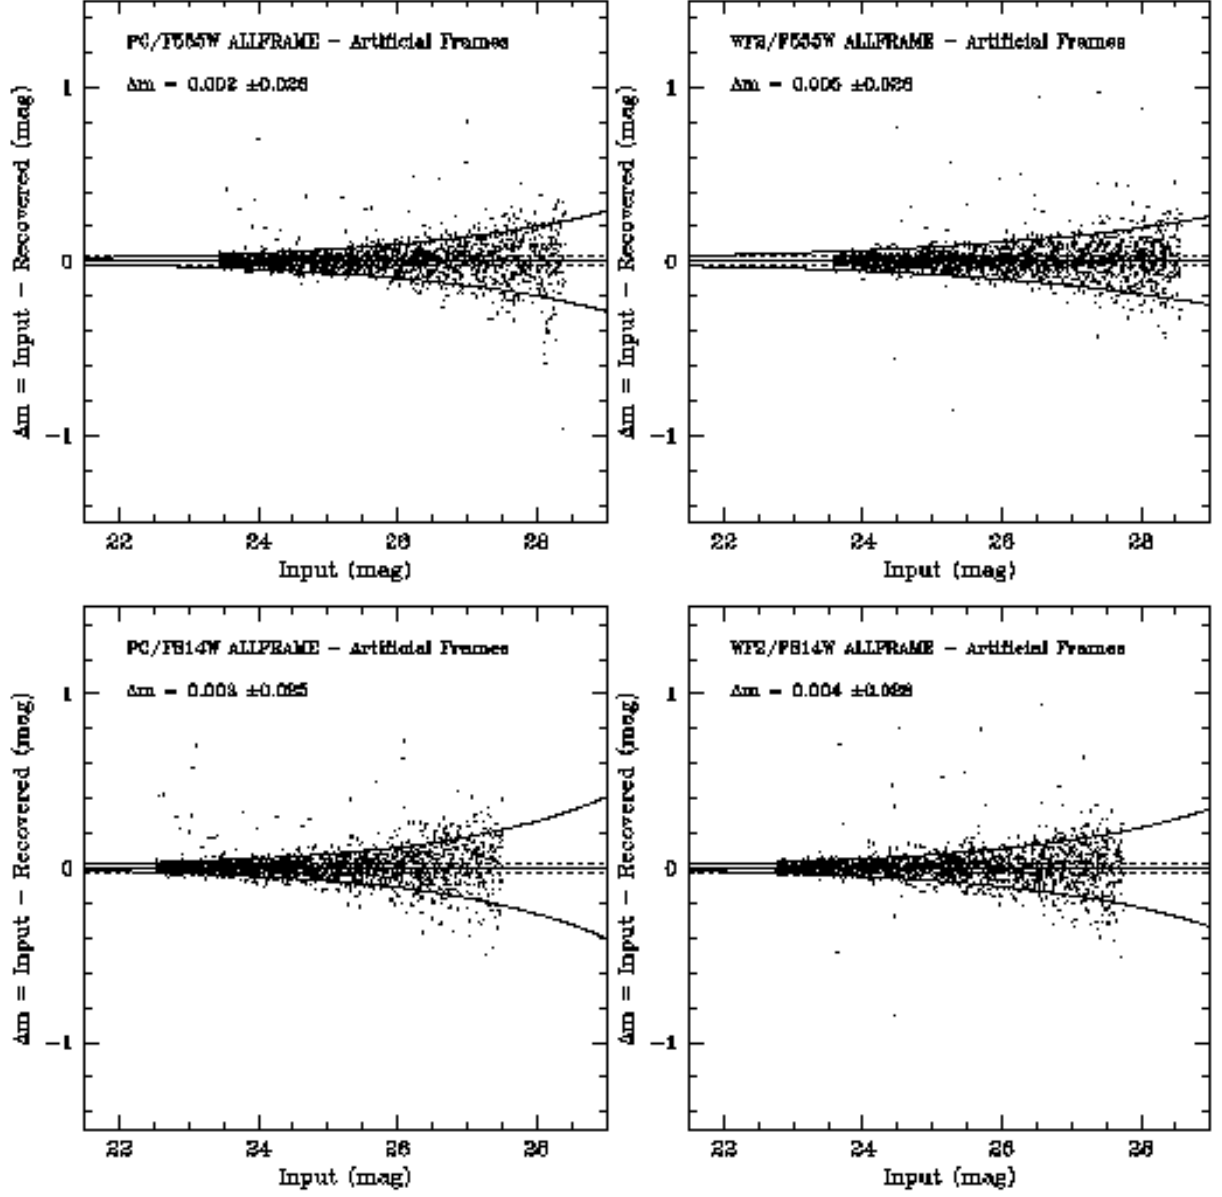 PC/F555W ALLFRAME - Artificial Frames
Δm = 0.002 ±0.026
1
0
-1
Δm = Input - Recovered (mag)
22 24 26 28
Input (mag)
WF2/F555W ALLFRAME - Artificial Frames
Δm = 0.005 ±0.026
1
0
-1
Δm = Input - Recovered (mag)
22 24 26 28
Input (mag)
PC/F814W ALLFRAME - Artificial Frames
Δm = 0.003 ±0.025
1
0
-1
Δm = Input - Recovered (mag)
22 24 26 28
Input (mag)
WF2/F814W ALLFRAME - Artificial Frames
Δm = 0.004
1
0
-1
Δm = Input - Recovered (mag)
22 24 26 28
Input (mag)